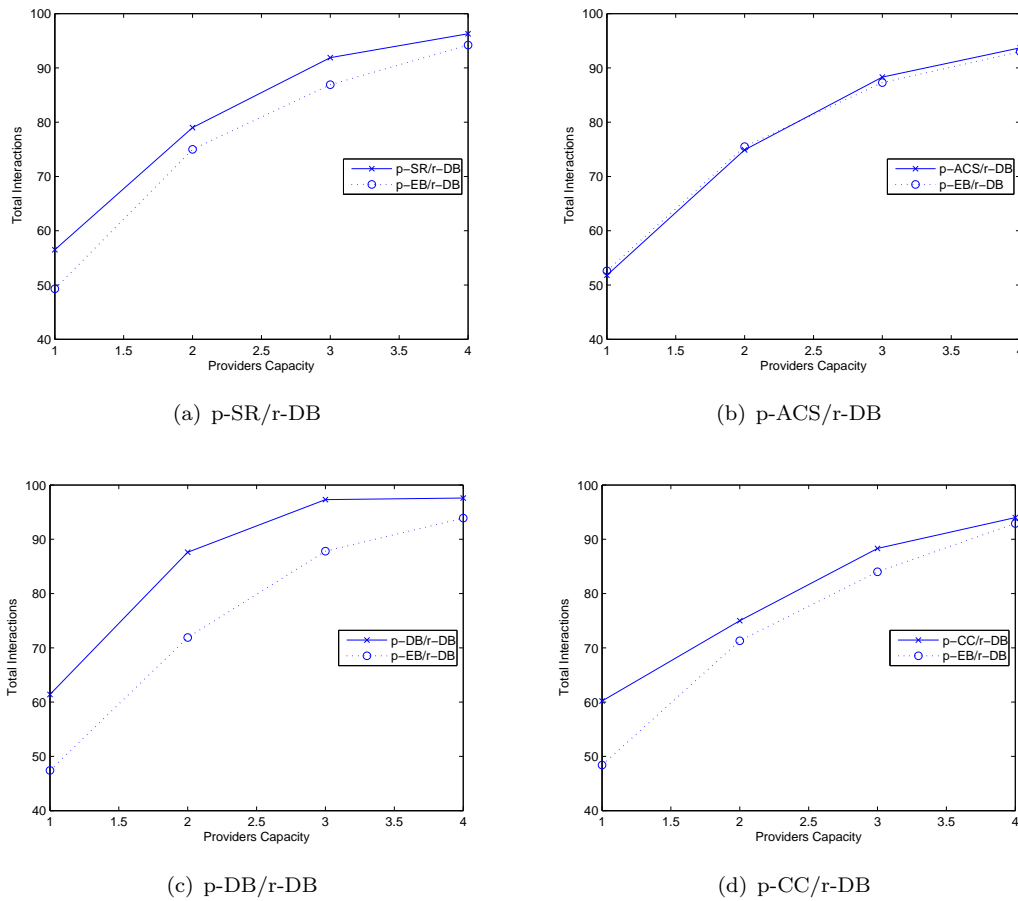 100
90
80
70
60
50
40
Total Interactions
p-SR/r-DB
p-EB/r-DB
1 1.5 2 2.5 3 3.5 4
Providers Capacity
(a) p-SR/r-DB
100
90
80
70
60
50
40
Total Interactions
p-ACS/r-DB
p-EB/r-DB
1 1.5 2 2.5 3 3.5 4
Providers Capacity
(b) p-ACS/r-DB
100
90
80
70
60
50
40
Total Interactions
p-DB/r-DB
p-EB/r-DB
1 1.5 2 2.5 3 3.5 4
Providers Capacity
(c) p-DB/r-DB
100
90
80
70
60
50
40
Total Interactions
p-CC/r-DB
p-EB/r-DB
1 1.5 2 2.5 3 3.5 4
Providers Capacity
(d) p-CC/r-DB